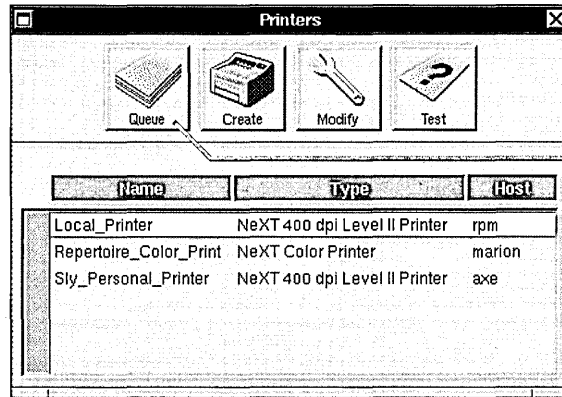 Printers
Queue Create Modify Test
Name Type Host
Local_Printer NeXT 400 dpi Level II Printer rpm
Repertoire_Color_Print NeXT Color Printer marion
Sly_Personal_Printer NeXT 400 dpi Level II Printer axe